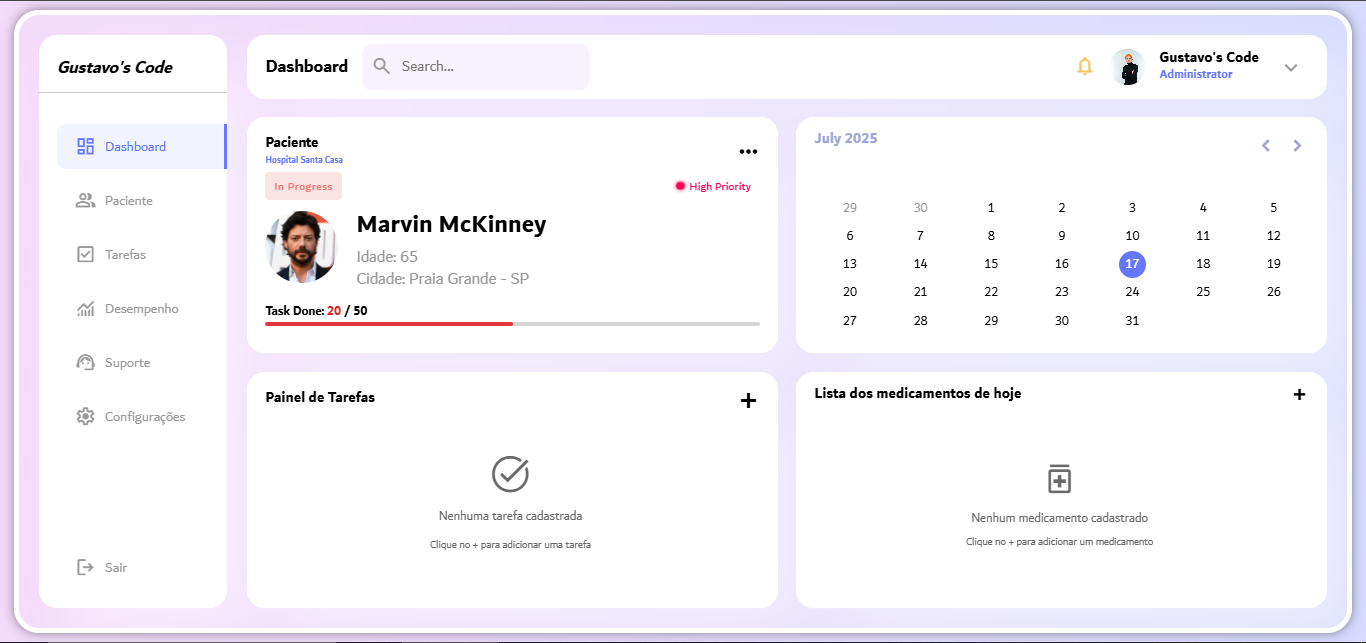 Gustavo's Code
Dashboard
Paciente
Tarefas
Desempenho
Suporte
Configurações
Sair
Dashboard
Search...
Gustavo's Code
Administrator
Paciente
Hospital Santa Casa
In Progress
High Priority
Marvin McKinney
Idade: 65
Cidade: Praia Grande - SP
Task Done: 20 / 50
July 2025
29 30 1 2 3 4 5
6 7 8 9 10 11 12
13 14 15 16 17 18 19
20 21 22 23 24 25 26
27 28 29 30 31
Painel de Tarefas
Nenhuma tarefa cadastrada
Clique no + para adicionar uma tarefa
Lista dos medicamentos de hoje
Nenhum medicamento cadastrado
Clique no + para adicionar um medicamento